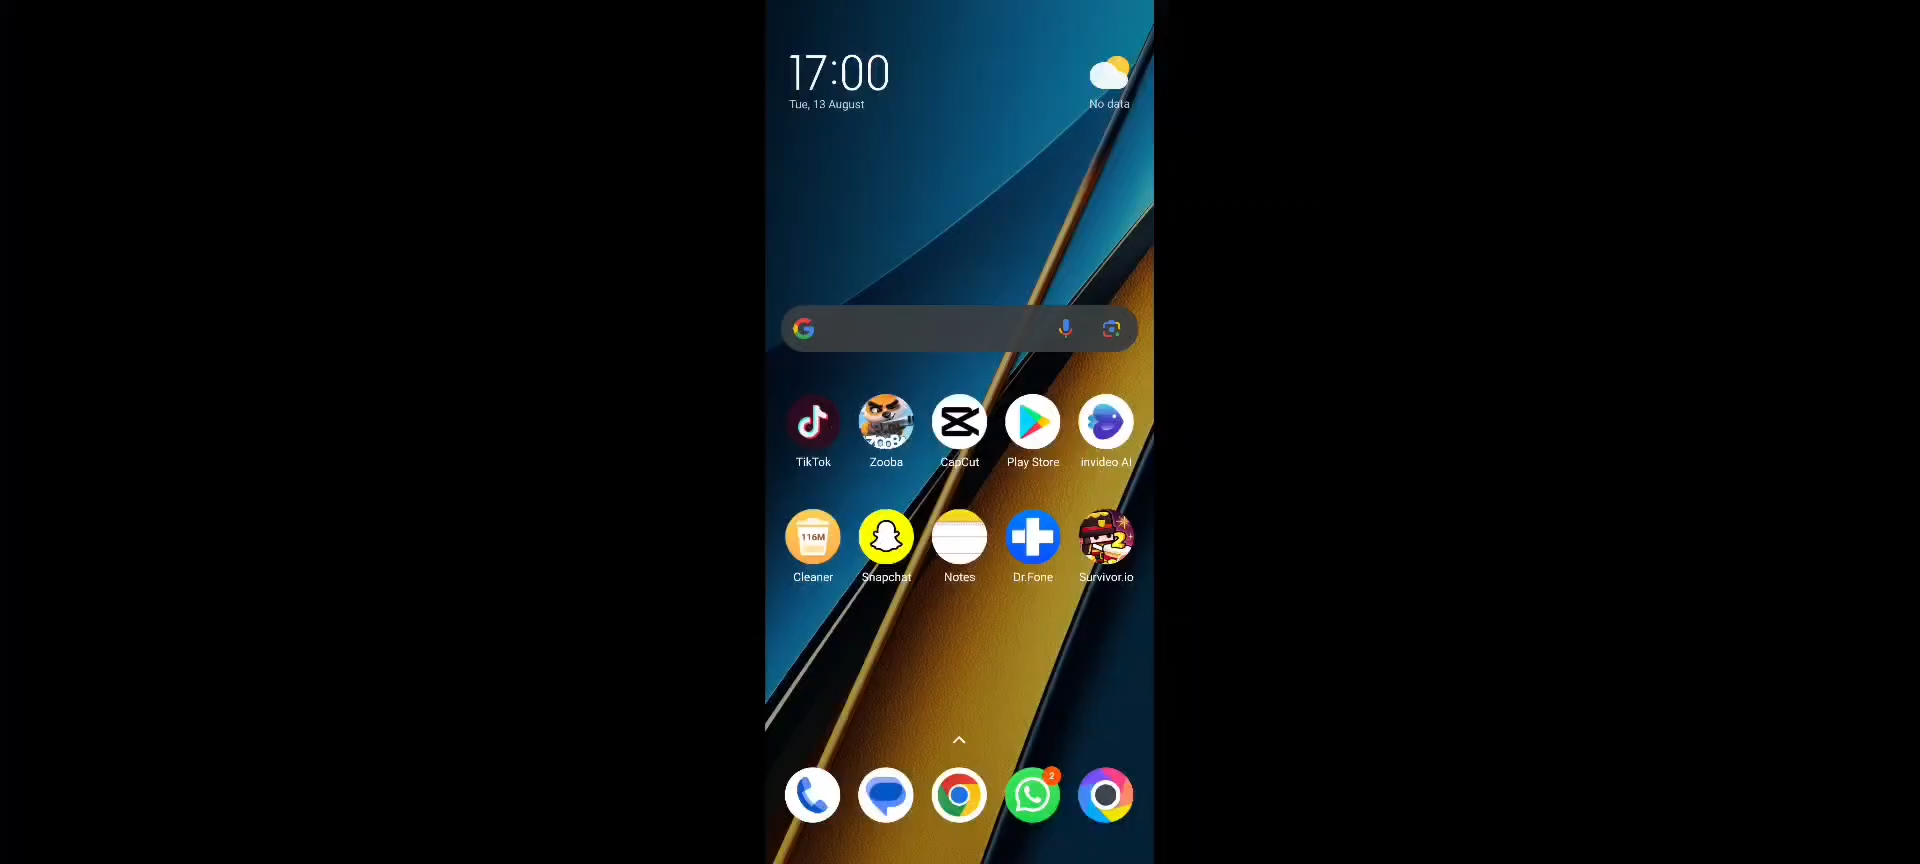 17:00
Tue, 13 August
No data
TikTok
Zooba
CapCut
Play Store
invideo AI
116M
2
Cleaner
Snapchat
Notes
Dr.Fone
Survivor.io
2